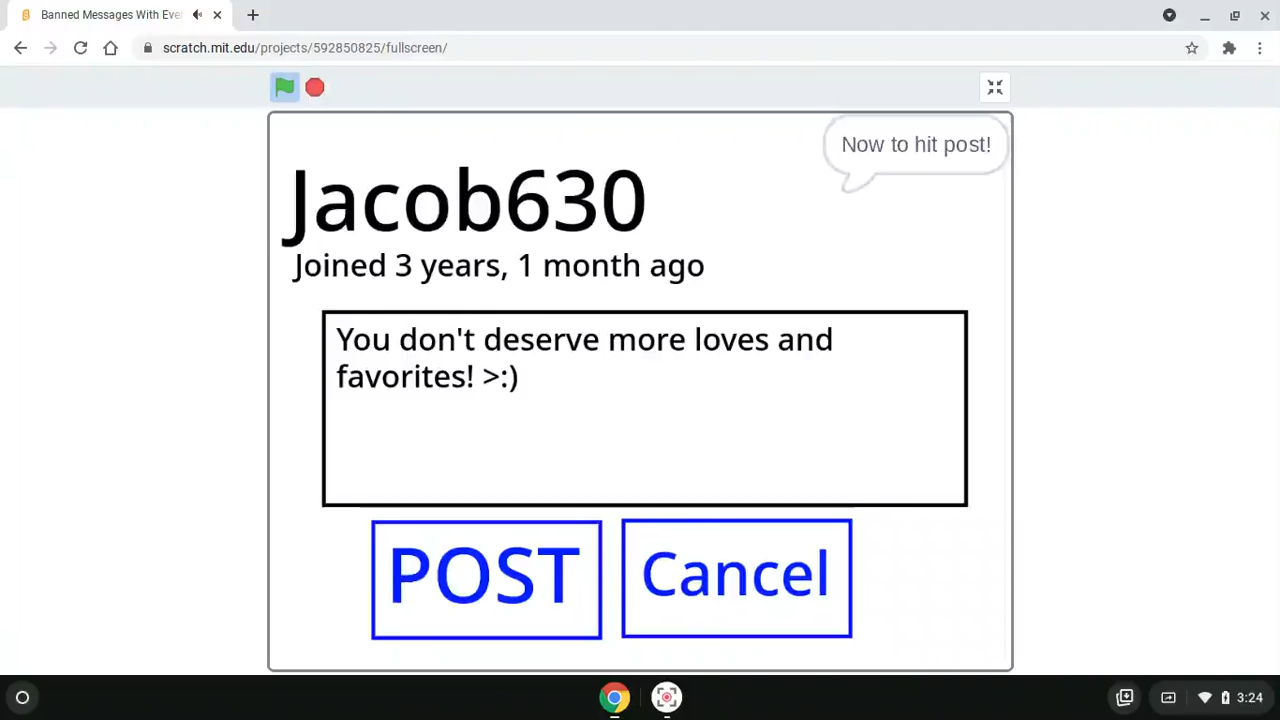 Banned Messages With Eve
scratch.mit.edu/projects/592850825/fullscreen/
Now to hit post!
Jacob630
Joined 3 years, 1 month ago
You don't deserve more loves and
favorites! >:)
POST
Cancel
3:24